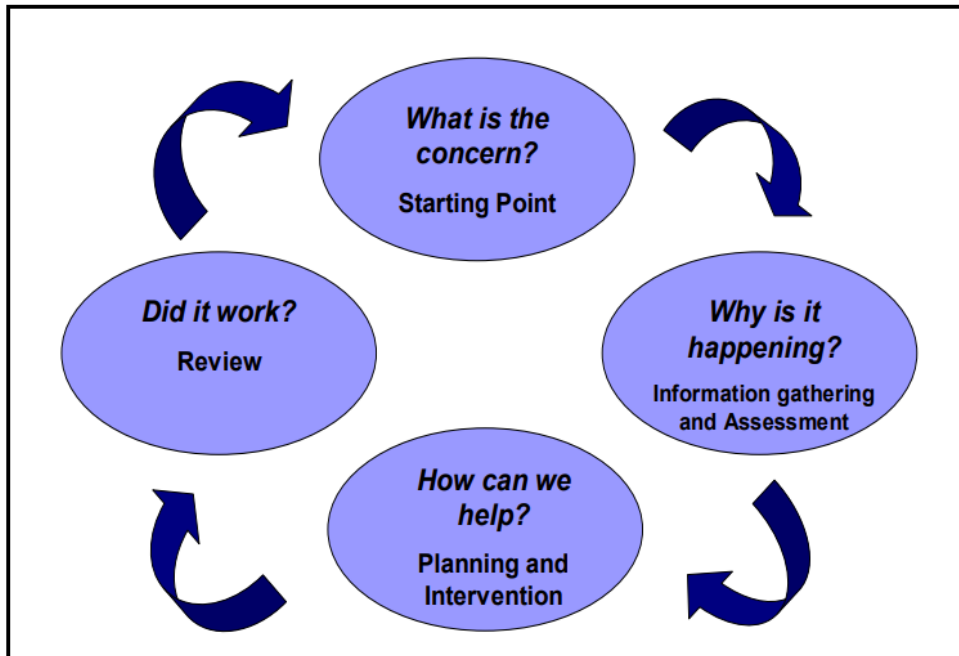 What is the
concern?
Starting Point
Did it work?
Review
Why is it
happening?
Information gathering
and Assessment
How can we
help?
Planning and
Intervention